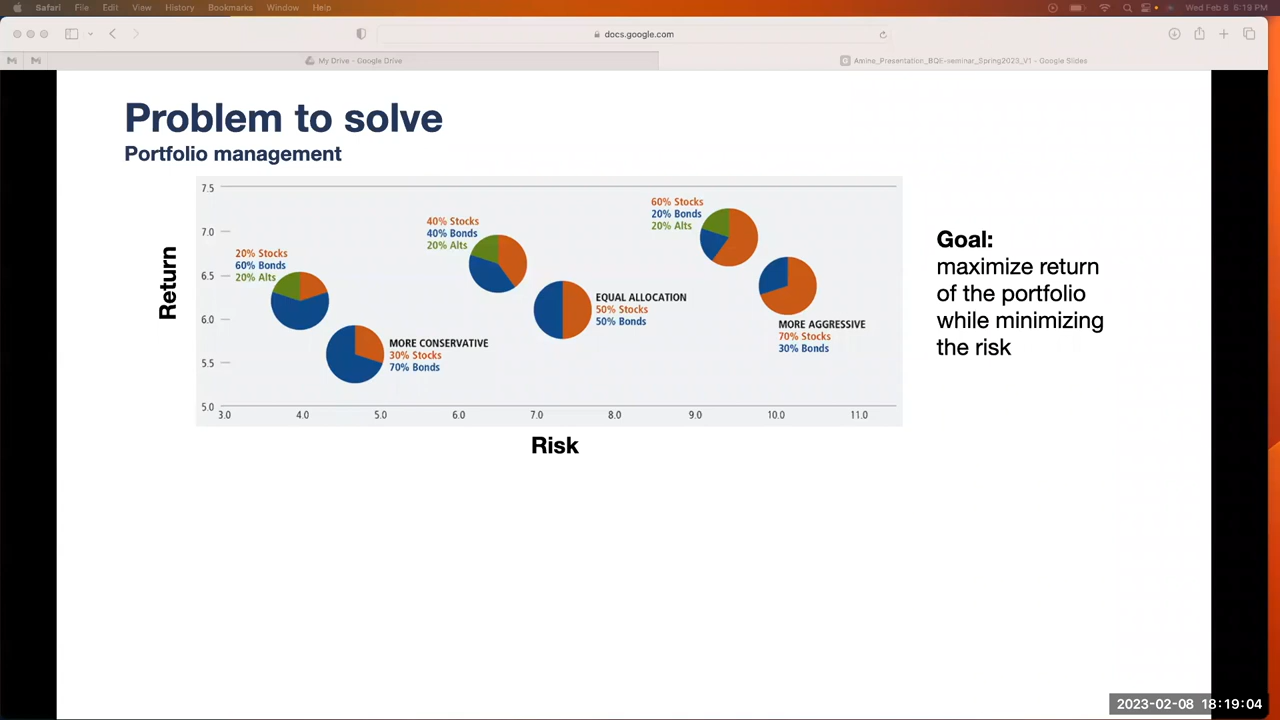 Safari File Edit View History Bookmarks Window Help
Wed Feb 8 6:19 PM
docs.google.com
My Drive - Google Drive
Amine_Presentation_BQE-seminar_Spring2023_V1 - Google Slides
Problem to solve
Portfolio management
Return
7.5
7.0
6.5
6.0
5.5
5.0
3.0 4.0 5.0 6.0 7.0 8.0 9.0 10.0 11.0
Risk
20% Stocks
60% Bonds
20% Alts
MORE CONSERVATIVE
30% Stocks
70% Bonds
40% Stocks
40% Bonds
20% Alts
EQUAL ALLOCATION
50% Stocks
50% Bonds
60% Stocks
20% Bonds
20% Alts
MORE AGGRESSIVE
70% Stocks
30% Bonds
Goal:
maximize return
of the portfolio
while minimizing
the risk
2023-02-08 18:19:04